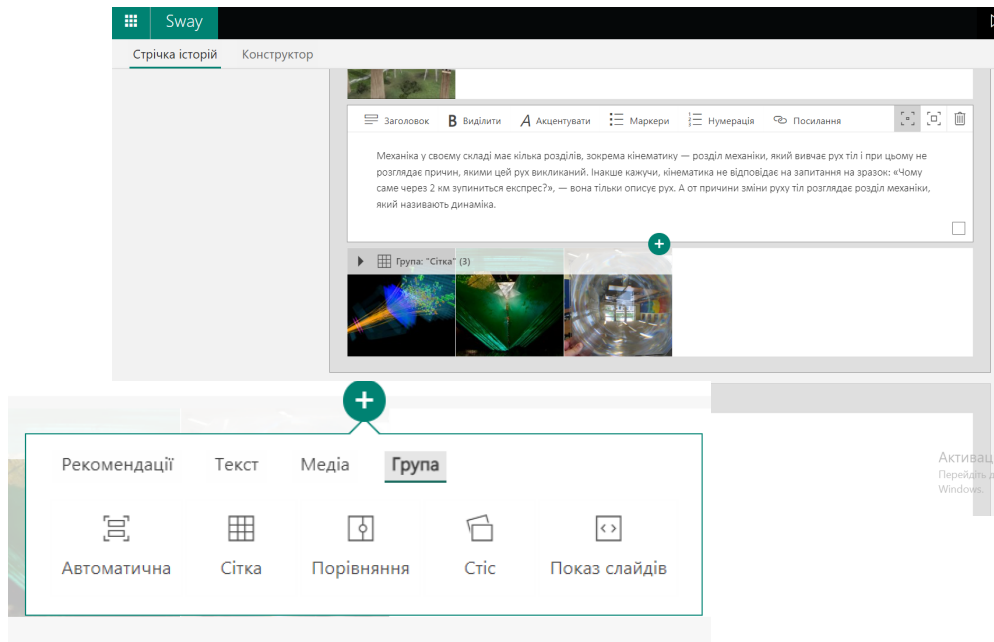 Sway
Стрічка історій Конструктор
Заголовок B Виділити A Акцентувати Маркери Нумерація Посилання
Механіка у своєму складі має кілька розділів, зокрема кінематику — розділ механіки, який вивчає рух тіл і при цьому не
розглядає причин, якими цей рух викликаний. Інакше кажучи, кінематика не відповідає на запитання на зразок: «Чому
саме через 2 км зупиниться експрес?», — вона тільки описує рух. А от причини зміни руху тіл розглядає розділ механіки,
який називають динаміка.
Група: "Сітка" (3)
Рекомендації Текст Медіа Група
Автоматична Сітка Порівняння Стіс Показ слайдів
Активац
Перейдіть д
Windows.